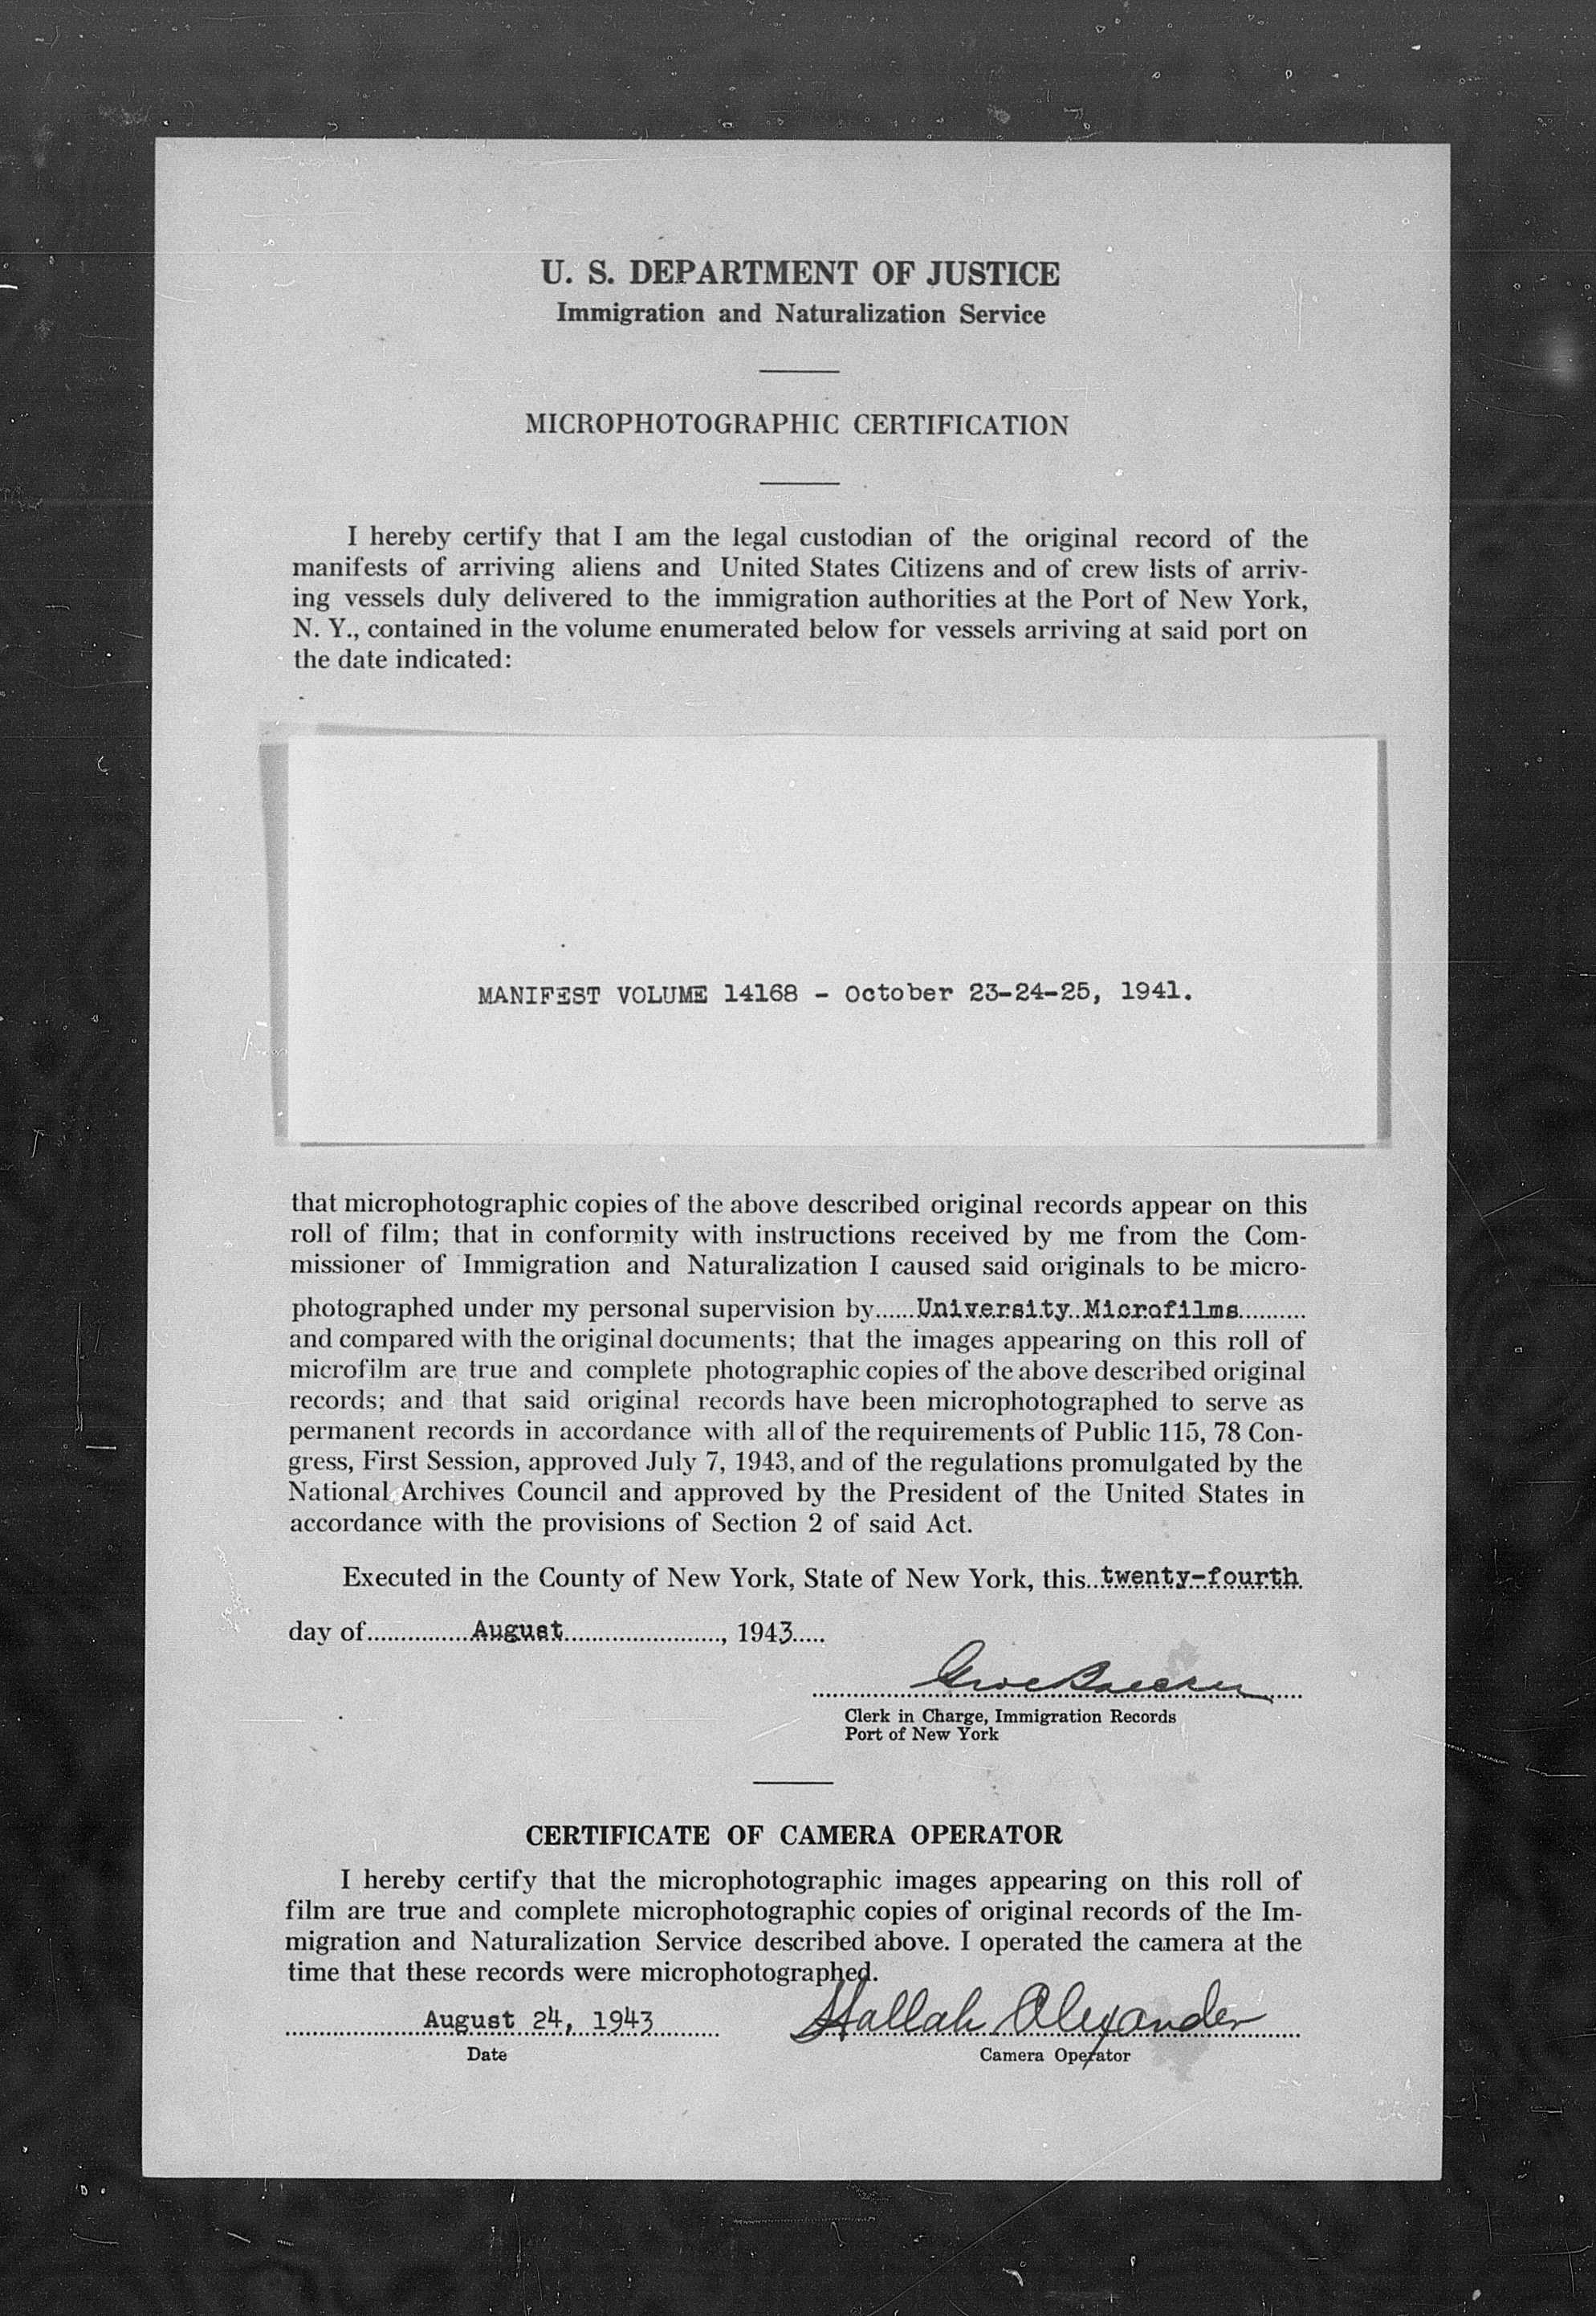 U. S. DEPARTMENT OF JUSTICE
Immigration and Naturalization Service
MICROPHOTOGRAPHIC CERTIFICATION
I hereby certify that I am the legal custodian of the original record of the
manifests of arriving aliens and United States Citizens and of crew lists of arriv-
ing vessels duly delivered to the immigration authorities at the Port of New York,
N. Y., contained in the volume enumerated below for vessels arriving at said port on
the date indicated:
MANIFEST VOLUME 14168 - October 23-24-25, 1941.
that microphotographic copies of the above described original records appear on this
roll of film; that in conformity with instructions received by me from the Com-
missioner of Immigration and Naturalization I caused said originals to be micro-
photographed under my personal supervision by......University Microfilms..........
and compared with the original documents; that the images appearing on this roll of
microfilm are true and complete photographic copies of the above described original
records; and that said original records have been microphotographed to serve as
permanent records in accordance with all of the requirements of Public 115, 78 Con-
gress, First Session, approved July 7, 1943, and of the regulations promulgated by the
National Archives Council and approved by the President of the United States in
accordance with the provisions of Section 2 of said Act.
Executed in the County of New York, State of New York, this..twenty-fourth.
day of................August........................, 1943.....
Clerk in Charge, Immigration Records
Port of New York
CERTIFICATE OF CAMERA OPERATOR
I hereby certify that the microphotographic images appearing on this roll of
film are true and complete microphotographic copies of original records of the Im-
migration and Naturalization Service described above. I operated the camera at the
time that these records were microphotographed.
August 24, 1943 Hallah Alexander
Date Camera Operator